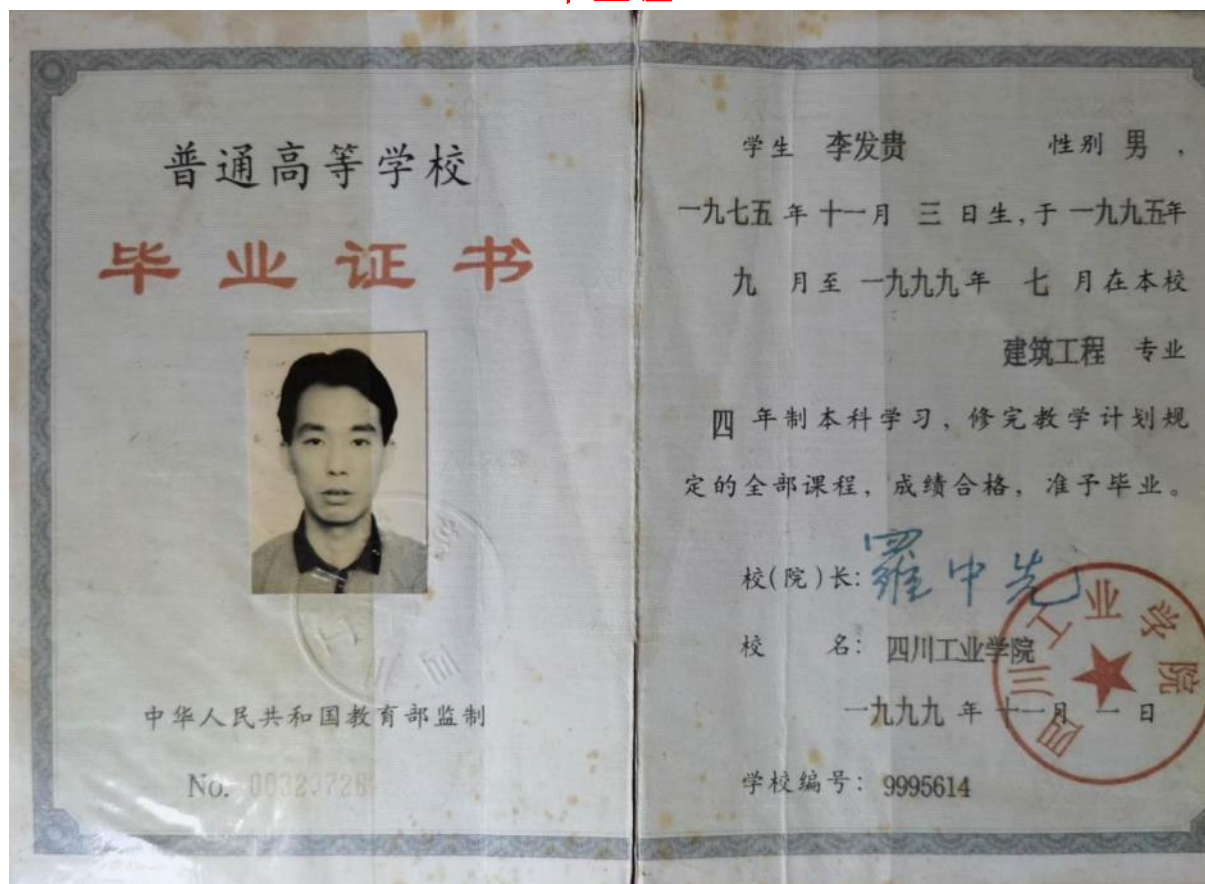 普通高等学校
毕业证书
中华人民共和国教育部监制
No.
学生 李发贵 性别 男,
一九七五年十一月 三 日生,于一九九五年
九 月至一九九九年 七 月在本校
建筑工程 专业
四 年制本科学习,修完教学计划规
定的全部课程,成绩合格,准予毕业。
校(院)长:羅中先
校 名:四川工业学院
一九九九年十一月一日
学校编号:9995614
四川工业学院